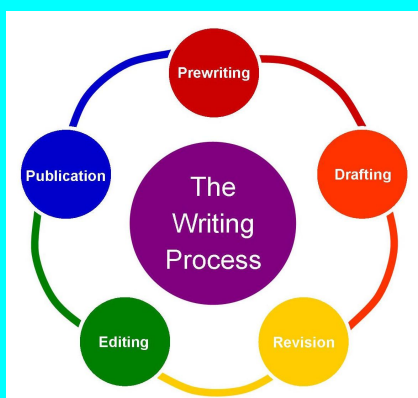 Prewriting
Drafting
Revision
Editing
Publication
The
Writing
Process